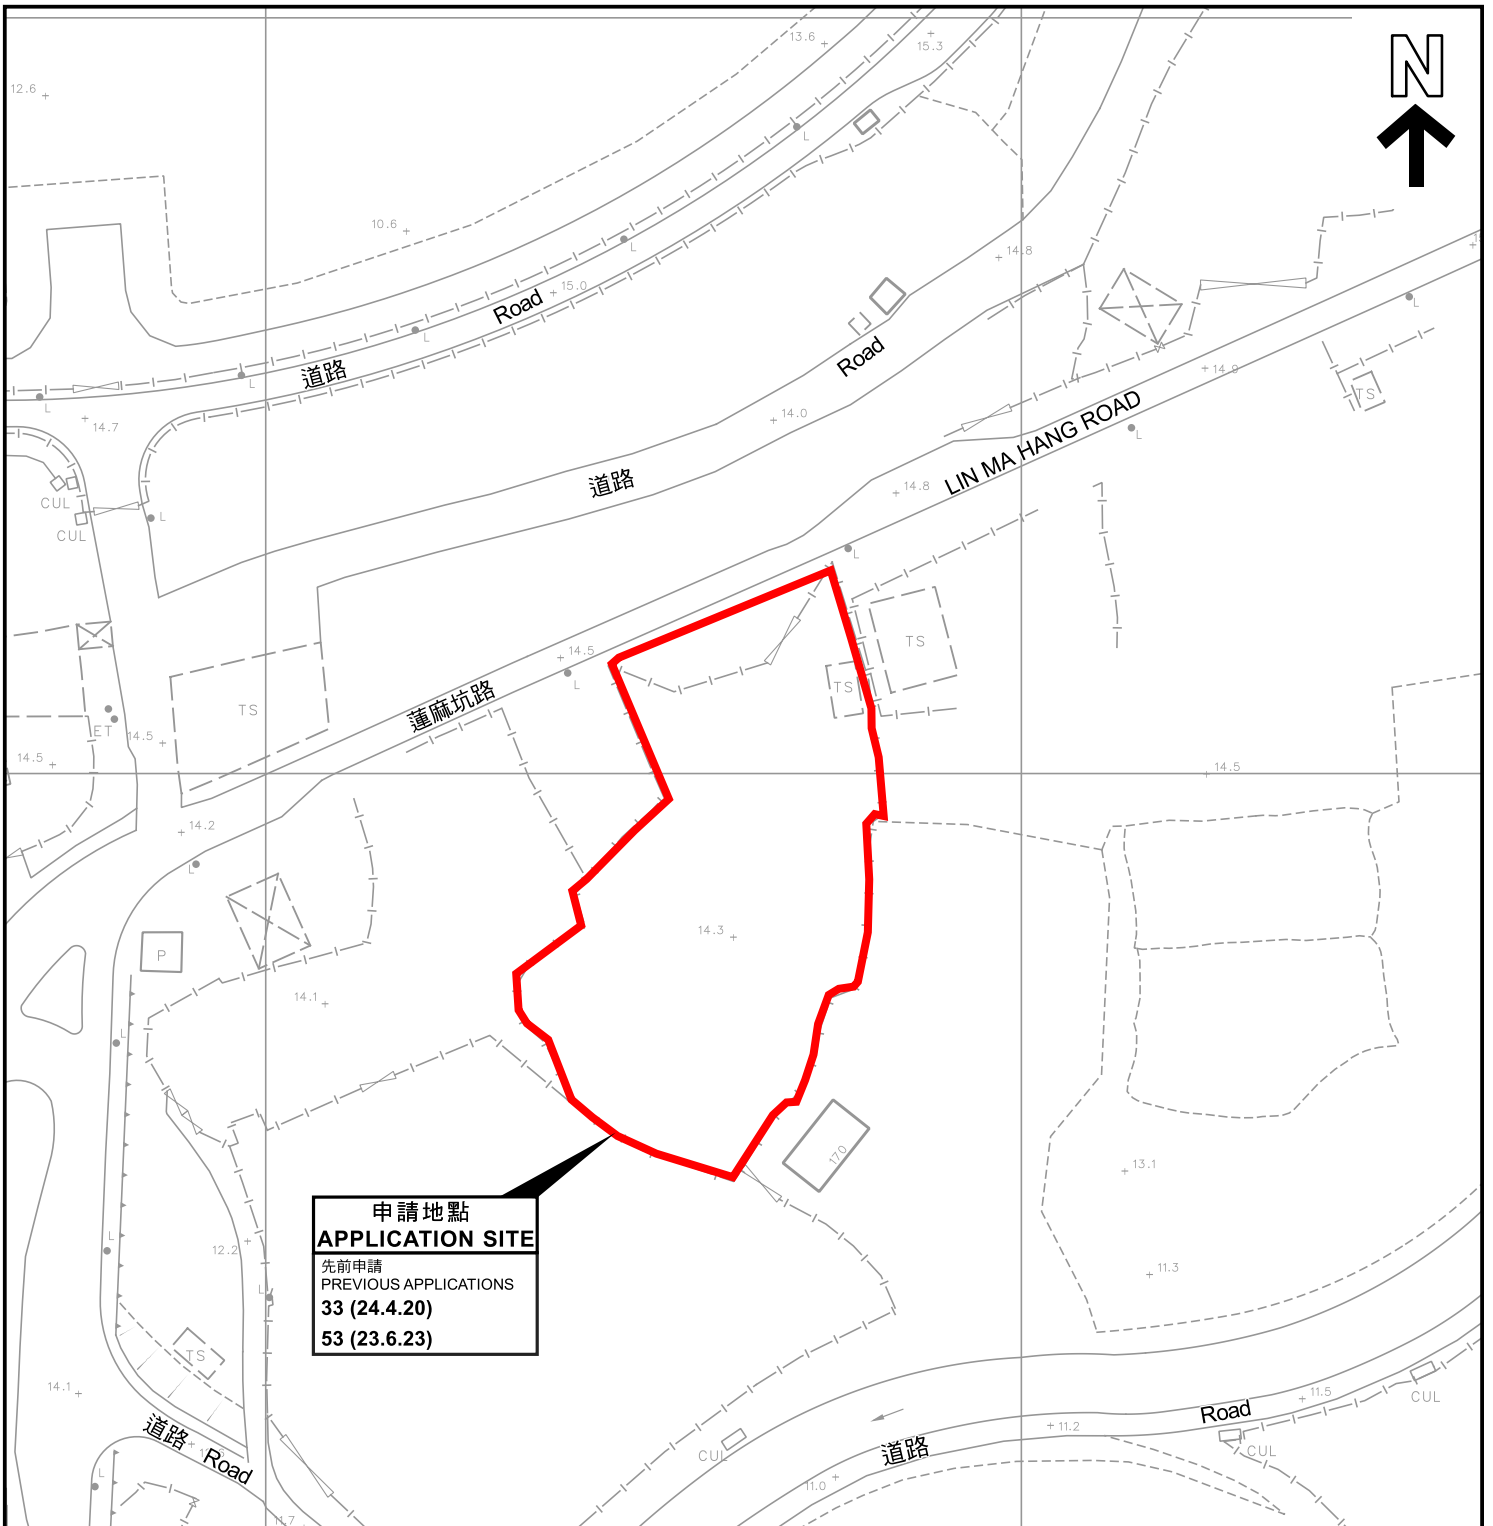 N
13.6
15.3
12.6
L
10.6
L
14.8
15.0
Road
L
L
道路
L
Road
L
14.9
14.7
14.0
TS
LIN MA HANG ROAD
L
道路
14.8
CUL
L
CUL
L
TS
14.5
L
TS
蓮麻坑路
TS
ET
14.5
14.5
14.5
14.2
L
14.3
P
14.1
L
170
13.1
申請地點
APPLICATION SITE
先前申請
PREVIOUS APPLICATIONS
33 (24.4.20)
53 (23.6.23)
L
12.2
11.3
L
TS
14.1
11.5
CUL
Road
11.2
道路
Road
道路
CUL
CUL
L
11.0
11.7